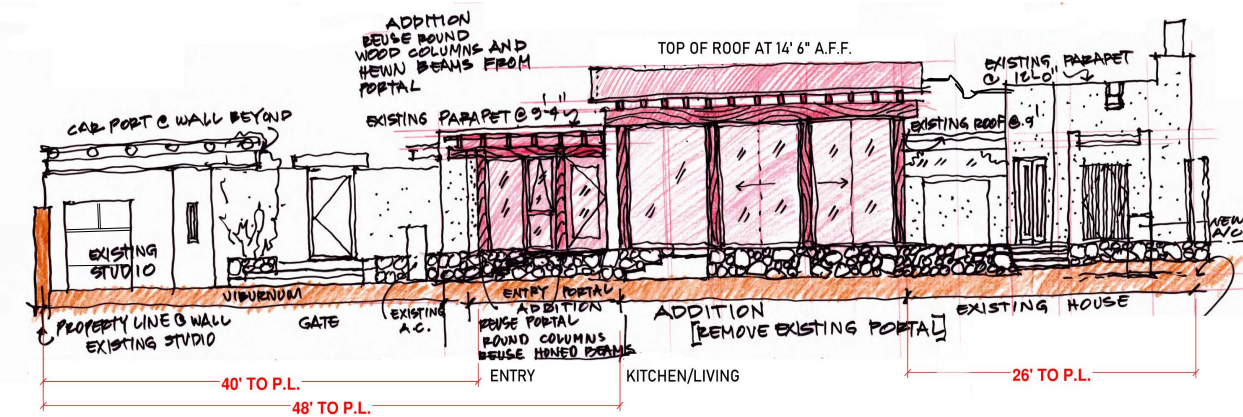 ADDITION
REUSE ROUND
WOOD COLUMNS AND
HEWN BEAMS FROM
PORTAL
TOP OF ROOF AT 14' 6" A.F.F.
EXISTING PARAPET
@ 12'-0"
CAR PORT @ WALL BEYOND
EXISTING PARAPET @ 9'-4"
EXISTING ROOF @ 9'
EXISTING
STUDIO
NEW
A/C
VIBURNUM
GATE
EXISTING
A.C.
ENTRY PORTAL
ADDITION
REUSE PORTAL
ROUND COLUMNS
REUSE HONED BEAMS
ADDITION
[REMOVE EXISTING PORTAL]
EXISTING HOUSE
PROPERTY LINE @ WALL
EXISTING STUDIO
ENTRY
KITCHEN/LIVING
40' TO P.L.
26' TO P.L.
48' TO P.L.